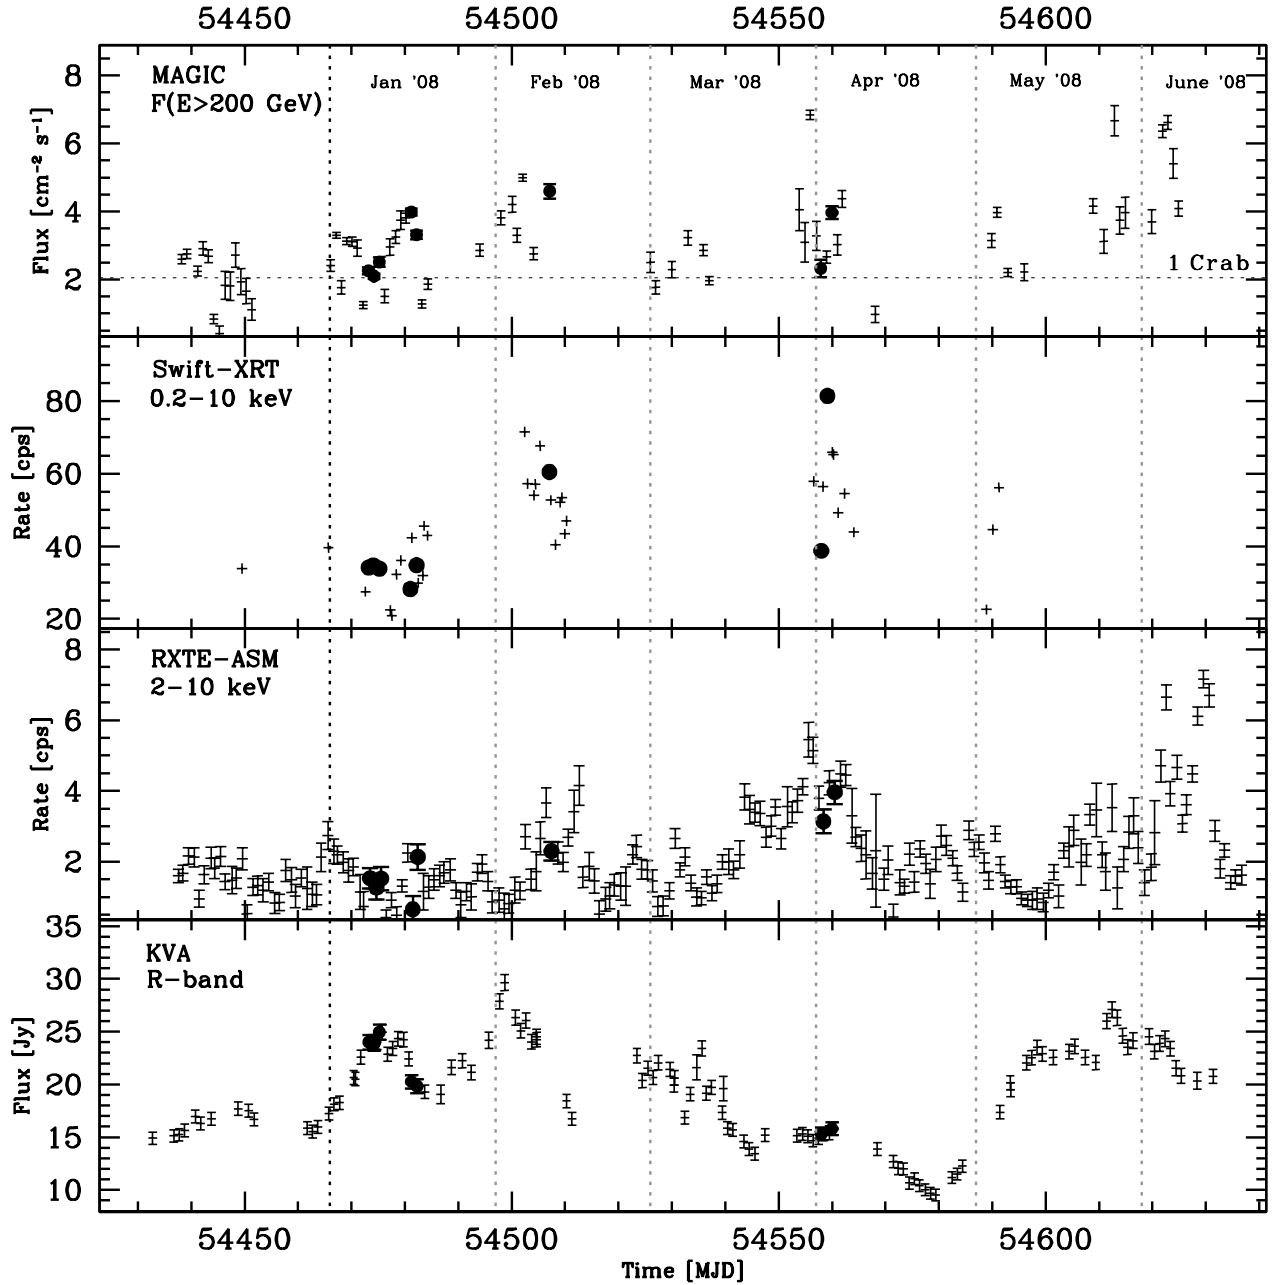 54450 54500 54550 54600
MAGIC
F(E>200 GeV)
Jan '08 Feb '08 Mar '08 Apr '08 May '08 June '08
8
6
4
2
Flux [cm⁻² s⁻¹]
1 Crab
Swift-XRT
0.2-10 keV
80
60
40
20
Rate [cps]
RXTE-ASM
2-10 keV
8
6
4
2
Rate [cps]
KVA
R-band
35
30
25
20
15
10
Flux [Jy]
54450 54500 54550 54600
Time [MJD]